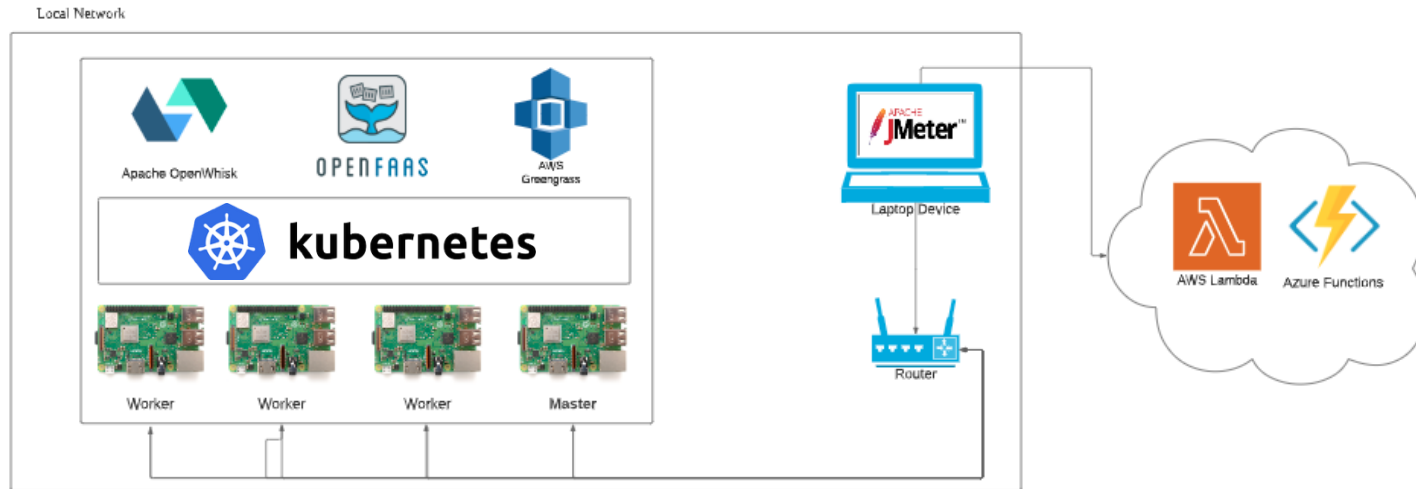 Local Network
Apache OpenWhisk
OPENFAAS
AWS
Greengrass
kubernetes
Worker
Worker
Worker
Master
APACHE
JMeter™
Laptop Device
Router
AWS Lambda
Azure Functions